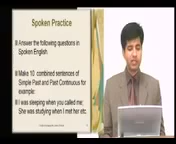 Spoken Practice
Answer the following questions in
Spoken English
Make 10 combined sentences of
Simple Past and Past Continuous for
example:
I was sleeping when you called me;
She was studying when I met her etc.